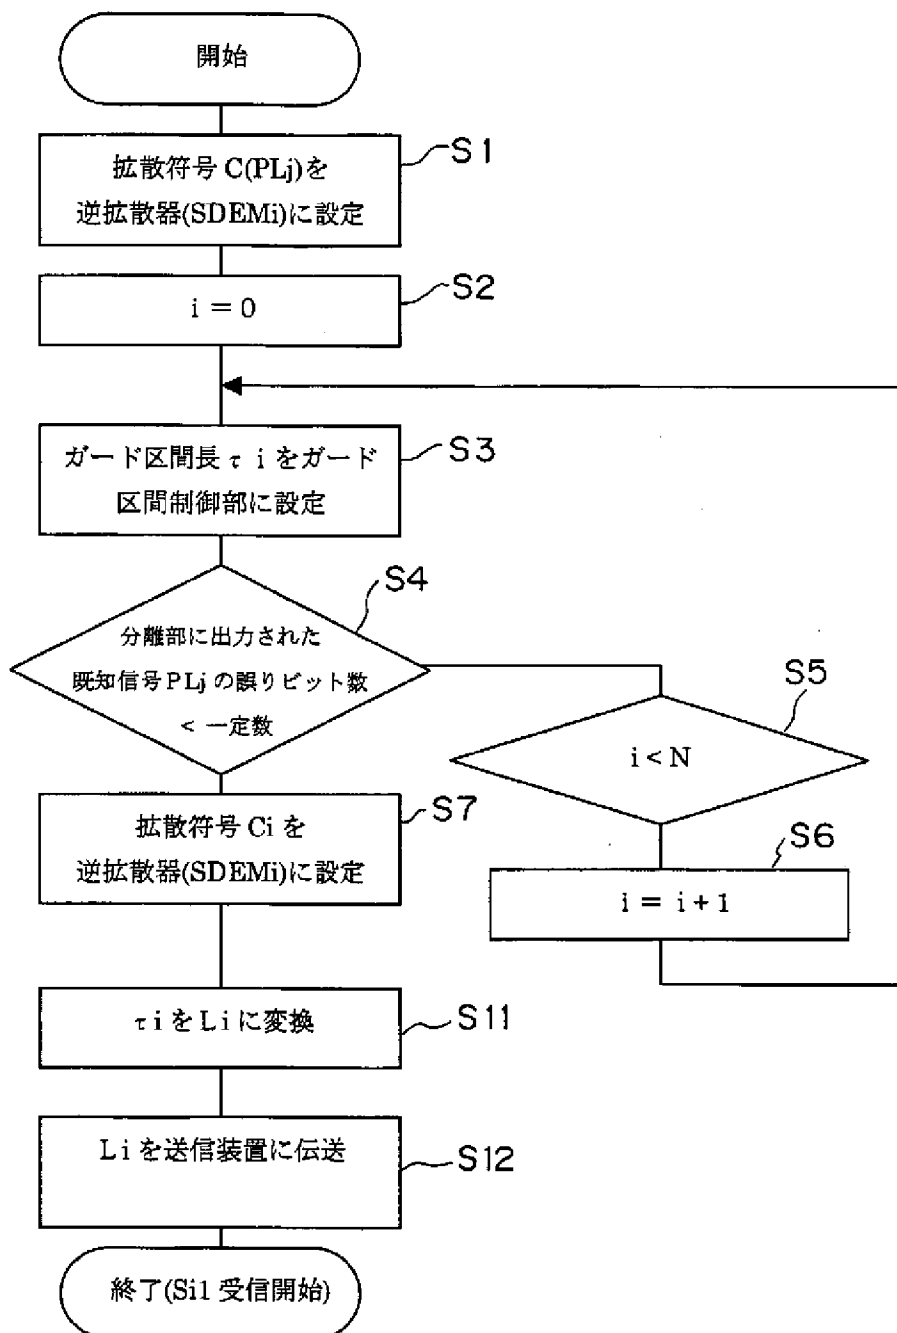 開始
拡散符号 C(PLj)を
逆拡散器(SDEMi)に設定
S1
i = 0
S2
ガード区間長 τ i をガード
区間制御部に設定
S3
分離部に出力された
既知信号PLj の誤りビット数
< 一定数
S4
i < N
S5
i = i + 1
S6
拡散符号 Ci を
逆拡散器(SDEMi)に設定
S7
τ i を L i に変換
S11
L i を送信装置に伝送
S12
終了(Si1 受信開始)